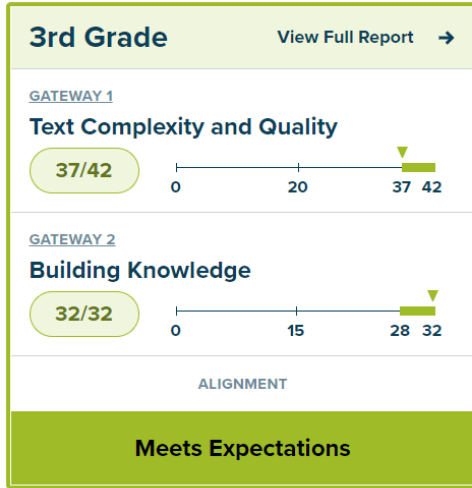 3rd Grade View Full Report →
GATEWAY 1
Text Complexity and Quality
37/42
0 20 37 42
GATEWAY 2
Building Knowledge
32/32
0 15 28 32
ALIGNMENT
Meets Expectations